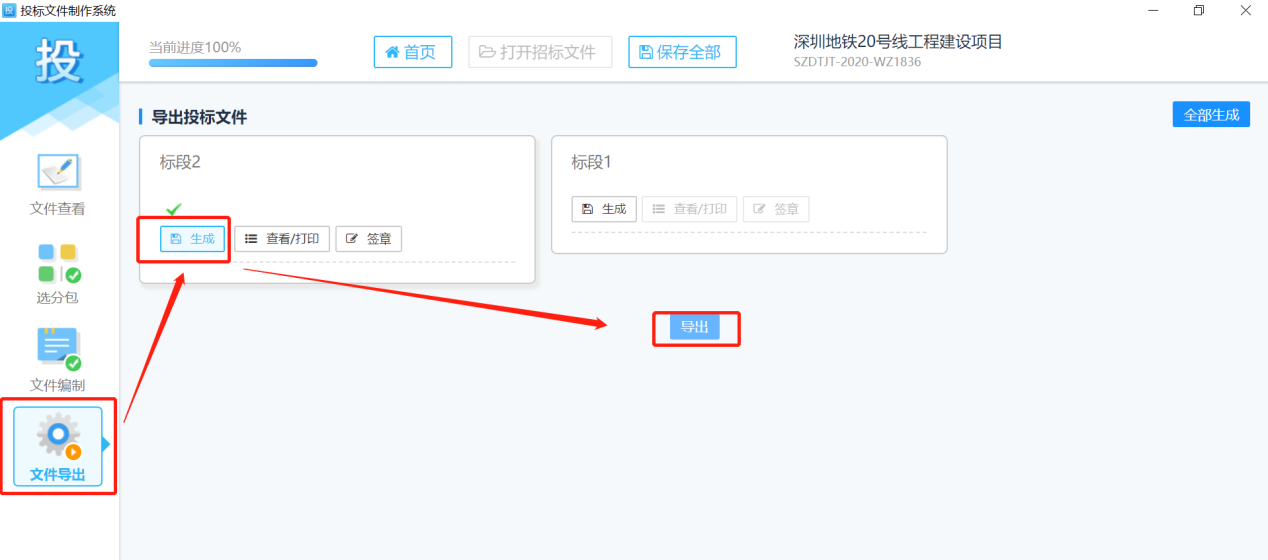 投标文件制作系统
投
当前进度100%
首页
打开招标文件
保存全部
深圳地铁20号线工程建设项目
SZDTJT-2020-WZ1836
导出投标文件
全部生成
标段2
生成
查看/打印
签章
标段1
生成
查看/打印
签章
导出
文件查看
选分包
文件编制
文件导出